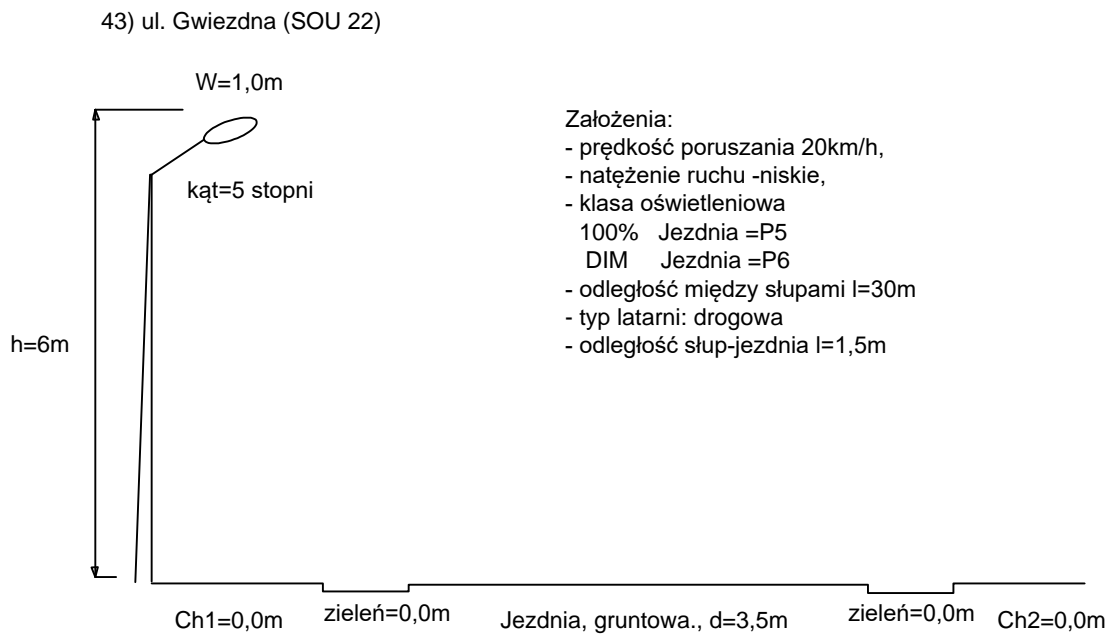 43) ul. Gwiezdna (SOU 22)
W=1,0m
kąt=5 stopni
h=6m
Założenia:
- prędkość poruszania 20km/h,
- natężenie ruchu -niskie,
- klasa oświetleniowa
100% Jezdnia =P5
DIM Jezdnia =P6
- odległość między słupami l=30m
- typ latarni: drogowa
- odległość słup-jezdnia l=1,5m
Ch1=0,0m zieleń=0,0m Jezdnia, gruntowa., d=3,5m zieleń=0,0m Ch2=0,0m